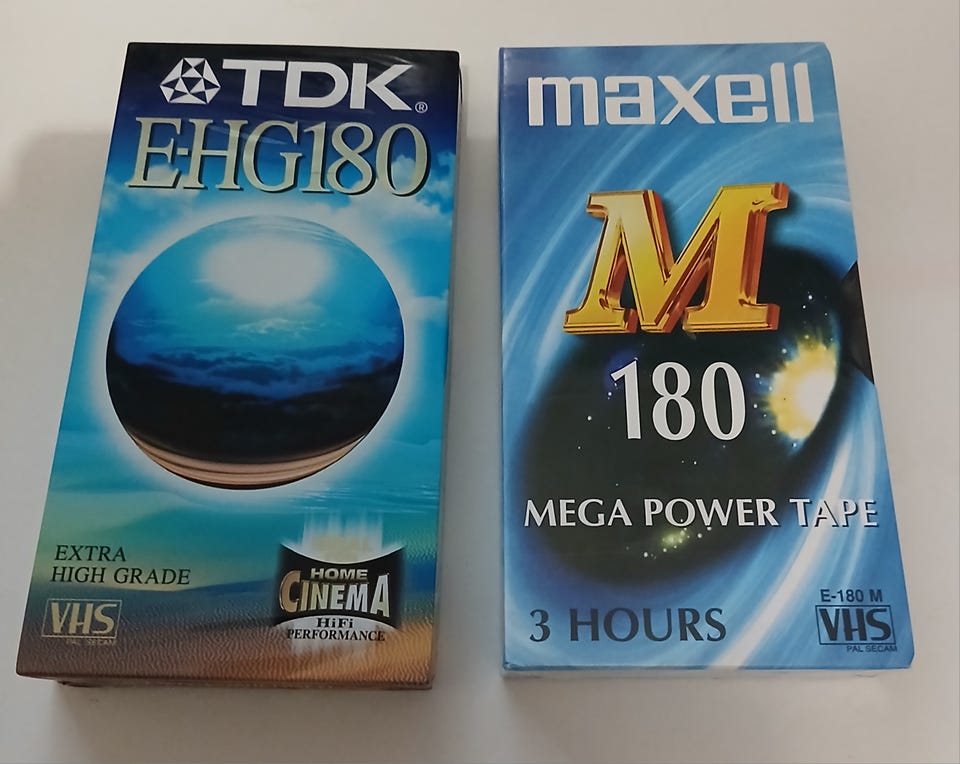 TDK®
E-HG180
EXTRA
HIGH GRADE
VHS
PAL SECAM
HOME
CINEMA
HiFi
PERFORMANCE
maxell
M
180
MEGA POWER TAPE
3 HOURS
E-180 M
VHS
PAL SECAM